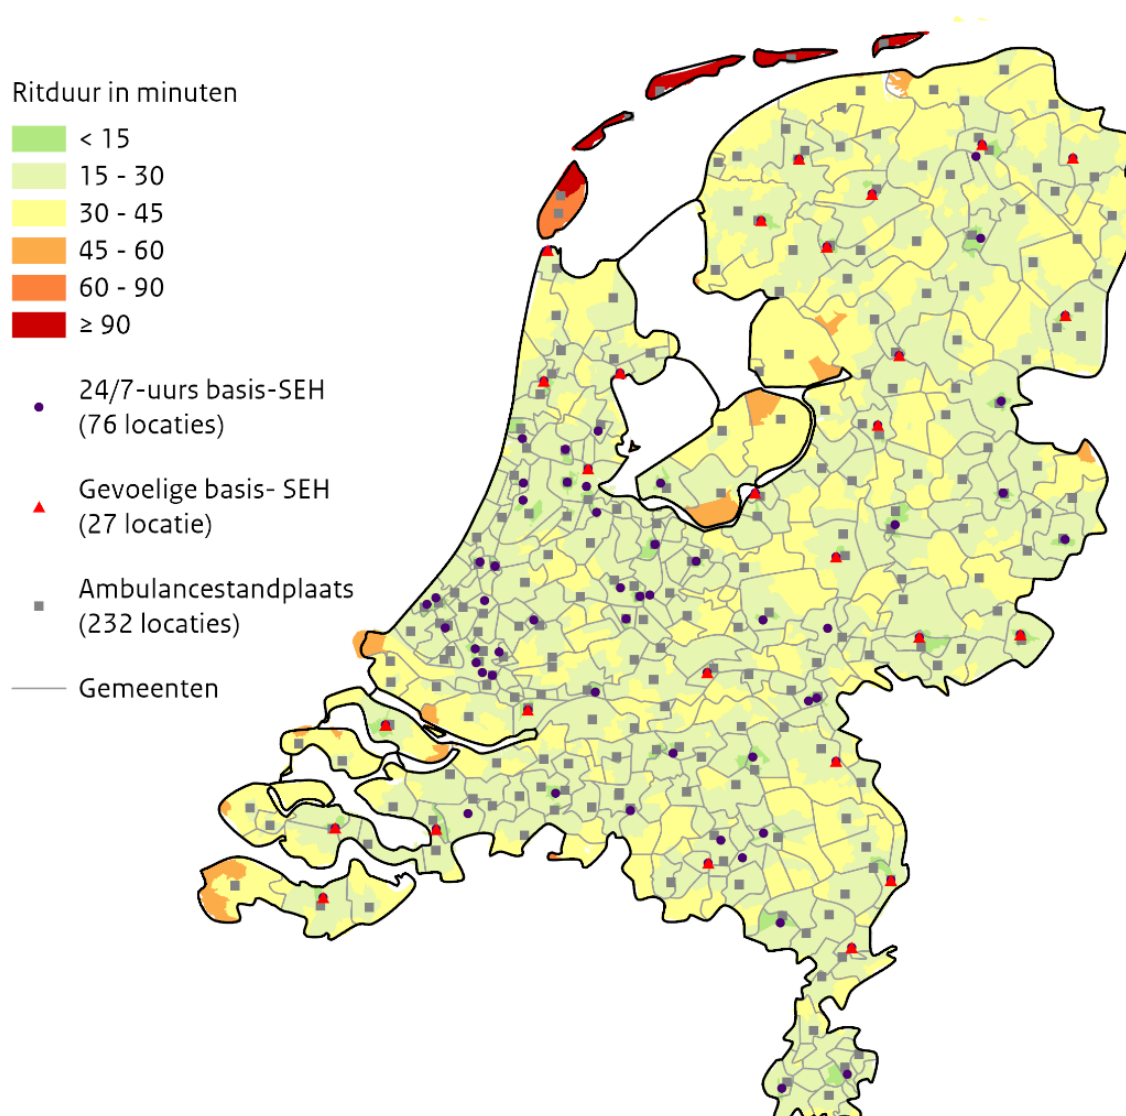 Ritduur in minuten
< 15
15 - 30
30 - 45
45 - 60
60 - 90
≥ 90
24/7-uurs basis-SEH
(76 locaties)
Gevoelige basis- SEH
(27 locatie)
Ambulancestandplaats
(232 locaties)
Gemeenten